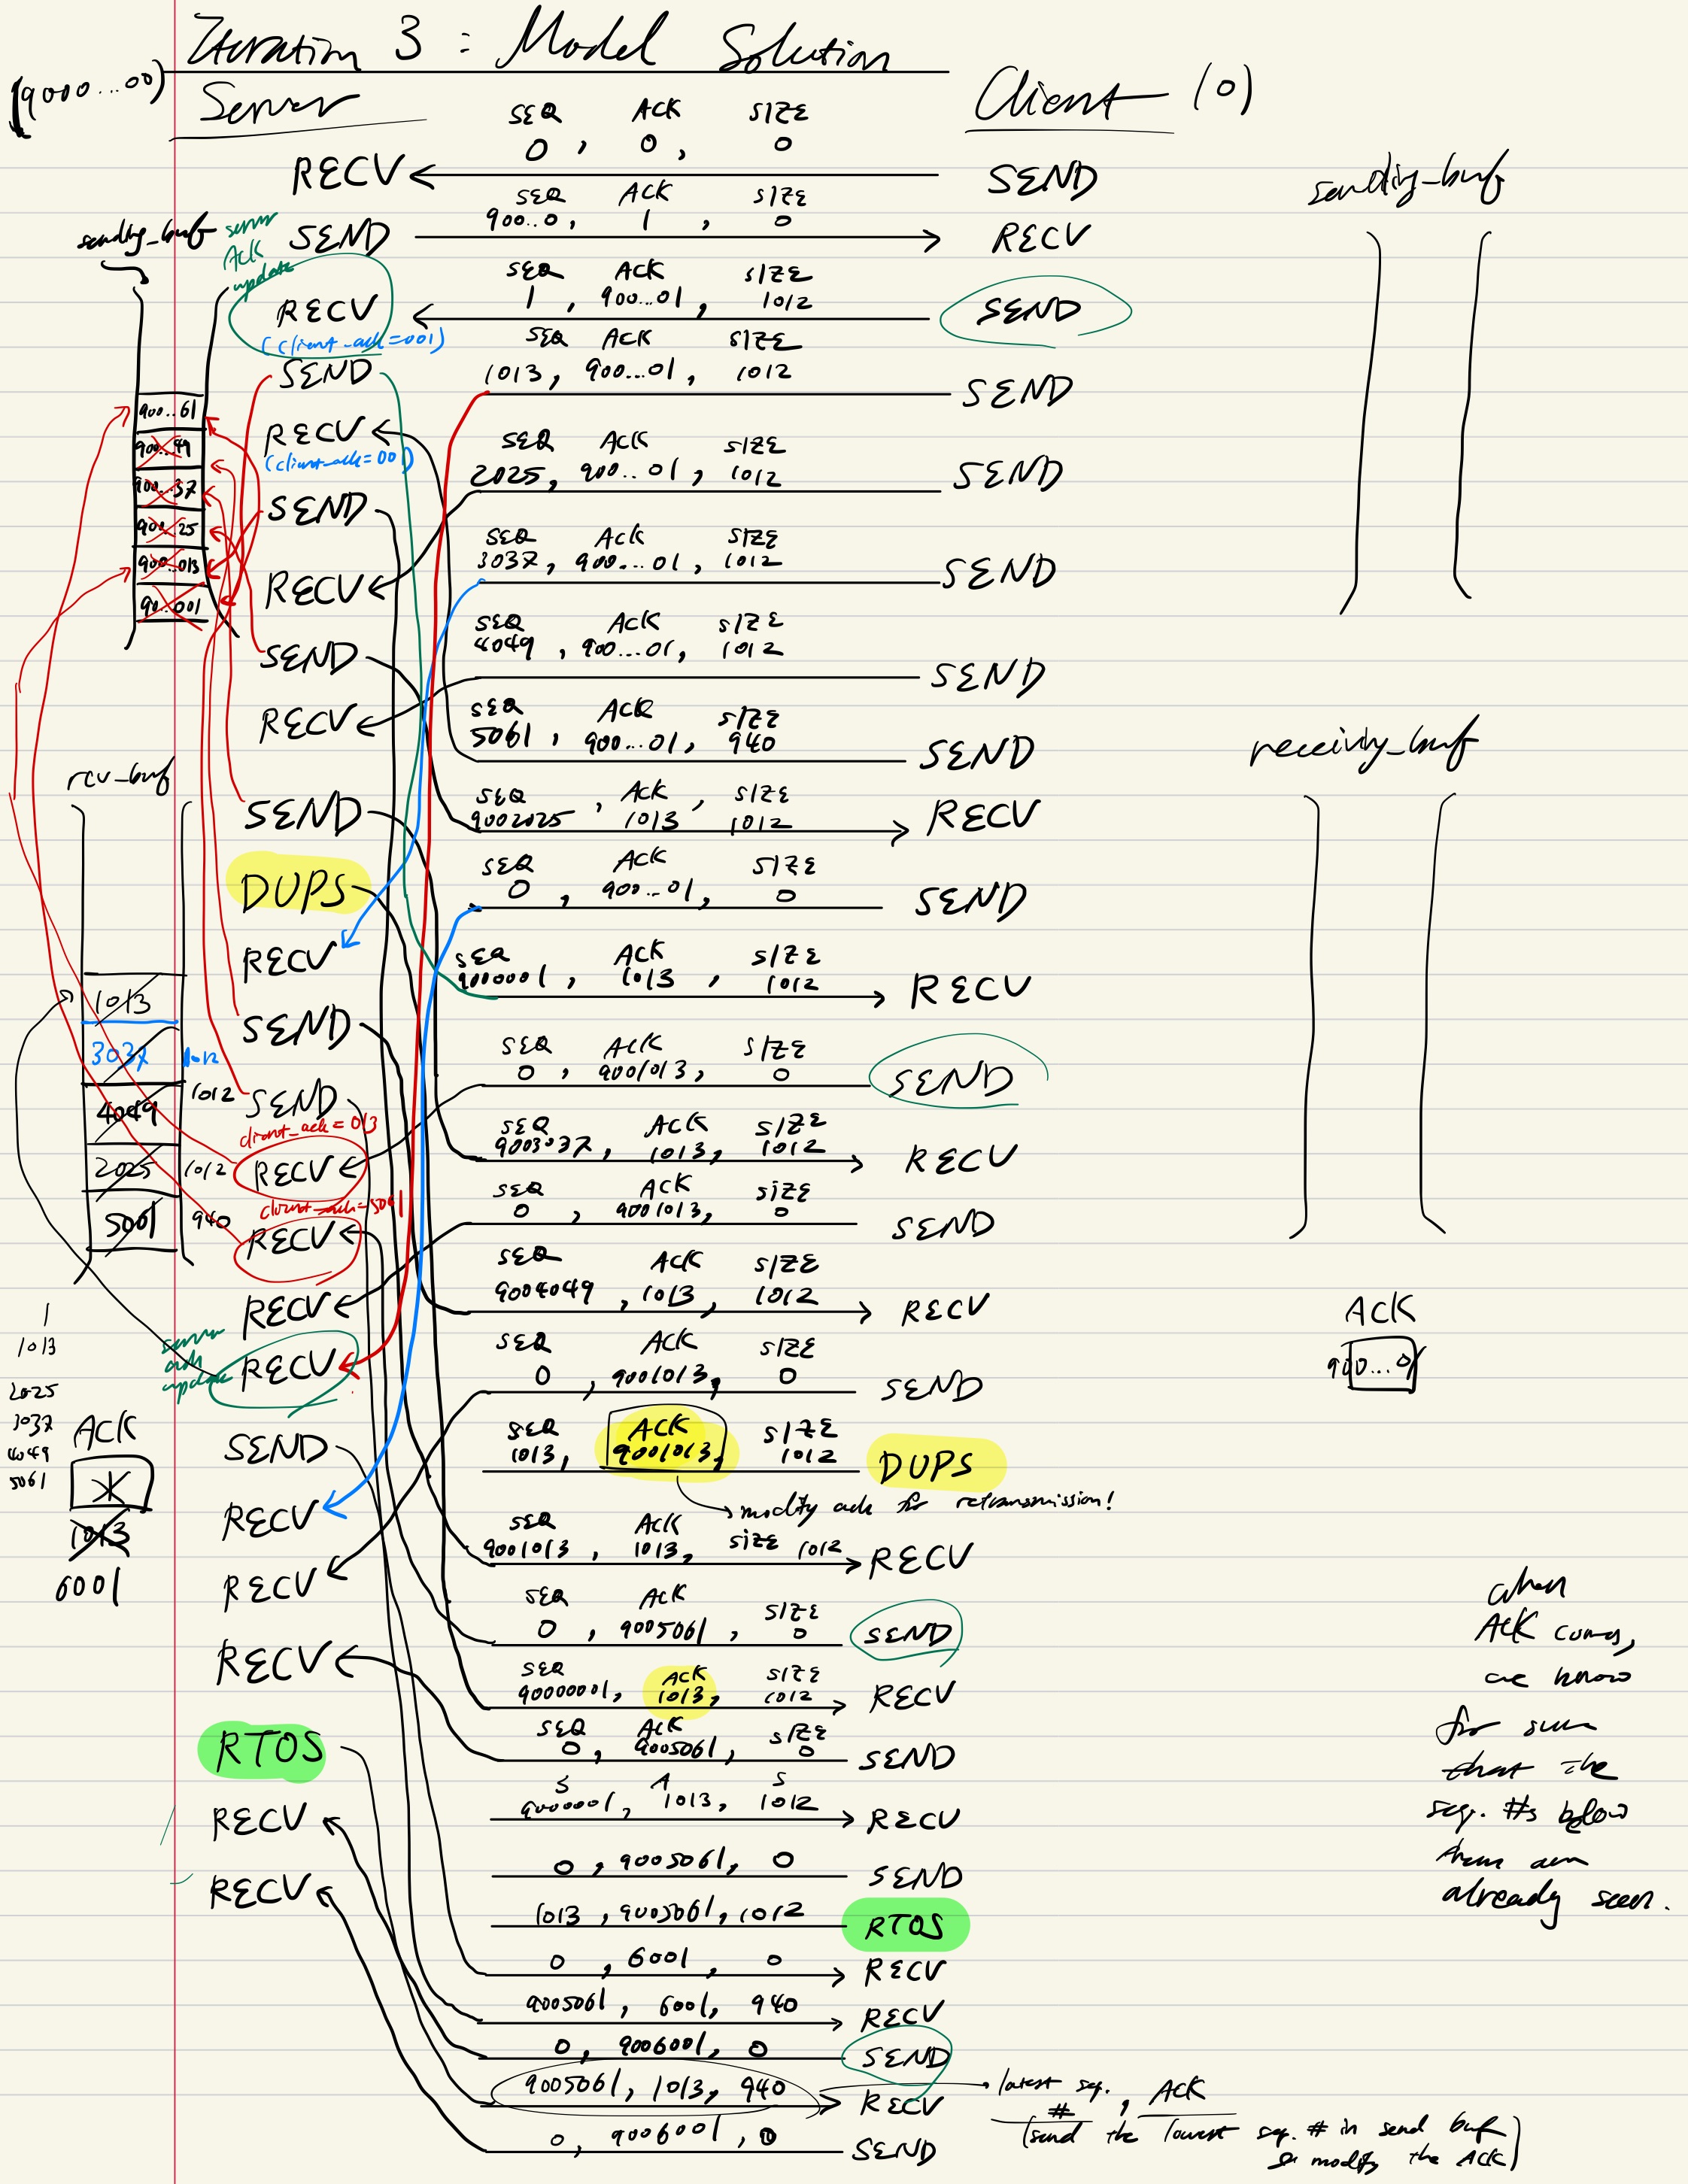 Iteration 3 : Model Solution
(9000...00)
Server
Client (0)
SEQ ACK SIZE
0, 0, 0
RECV
SEND
sending_buf
SEQ ACK SIZE
900..0, 1, 0
sending_buf
server
ACK
update
SEND
RECV
SEQ ACK SIZE
1, 900...01, 1012
RECV
SEND
(client_ack=001)
SEQ ACK SIZE
1013, 900...01, 1012
SEND
SEND
900..61
900..49
900..37
900..25
900..013
90..001
RECV
(client_ack=001)
SEQ ACK SIZE
2025, 900...01, 1012
SEND
SEND
SEQ ACK SIZE
3037, 900...01, 1012
RECV
SEND
SEQ ACK SIZE
4049, 900...01, 1012
SEND
SEND
RECV
SEQ ACK SIZE
5061, 900...01, 940
SEND
receiving_buf
rcv_buf
SEQ, ACK, SIZE
9002025 1013 1012
SEND
RECV
SEQ ACK SIZE
0, 900...01, 0
DUPS
SEND
RECV
SEQ ACK SIZE
9000001, 1013, 1012
RECV
1013
3037 1012
4049 1012
2025 1012
5061 940
SEND
SEQ ACK SIZE
0, 9001013, 0
SEND
SEND
client_ack=013
SEQ ACK SIZE
9003037, 1013, 1012
RECV
RECV
client_ack=5061
SEQ ACK SIZE
0, 9001013, 0
RECV
SEND
SEQ ACK SIZE
9004049, 1013, 1012
RECV
RECV
ACK
900...01
server
ack
update
RECV
SEQ ACK SIZE
0, 9001013, 0
SEND
1
1013
2025
3037
4049
5061
ACK
1
1013
6001
SEND
SEQ ACK SIZE
1013, 9001013, 1012
DUPS
modify ack for retransmission!
RECV
SEQ ACK SIZE
9001013, 1013, 1012
RECV
RECV
SEQ ACK SIZE
0, 9005061, 0
SEND
RECV
SEQ ACK SIZE
90000001, 1013, 1012
RECV
SEQ ACK SIZE
0, 9005061, 0
SEND
RTOS
S A S
9000001, 1013, 1012
RECV
RECV
0, 9005061, 0
SEND
RECV
1013, 9005061, 1012
RTOS
0, 6001, 0
RECV
9005061, 6001, 940
RECV
0, 9006001, 0
SEND
9005061, 1013, 940
RECV
latest seq. #, ACK
(send the lowest seq. # in send buf
& modify the ACK)
0, 9006001, 0
SEND
when
ACK comes,
we know
for sure
that the
seq. #s below
them are
already seen.